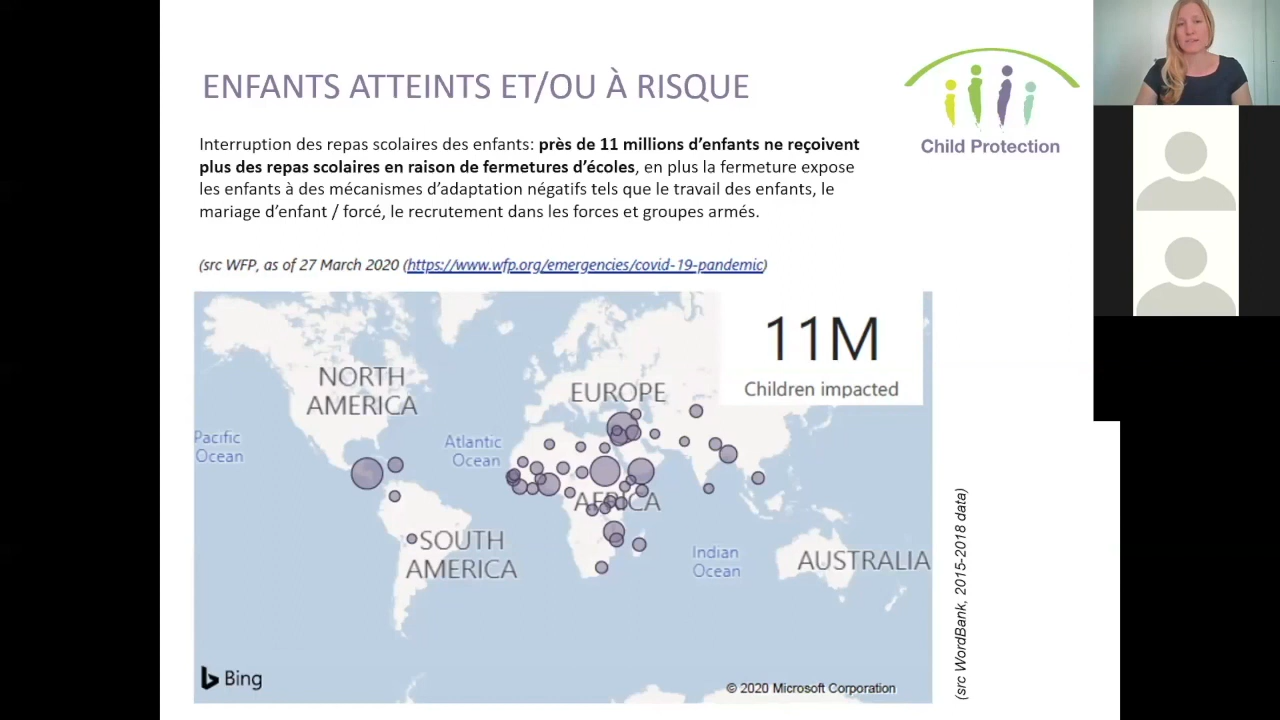 ENFANTS ATTEINTS ET/OU À RISQUE
Child Protection
Interruption des repas scolaires des enfants: près de 11 millions d'enfants ne reçoivent
plus des repas scolaires en raison de fermetures d'écoles, en plus la fermeture expose
les enfants à des mécanismes d'adaptation négatifs tels que le travail des enfants, le
mariage d'enfant / forcé, le recrutement dans les forces et groupes armés.
(src WFP, as of 27 March 2020 (https://www.wfp.org/emergencies/covid-19-pandemic)
11M
Children impacted
NORTH
AMERICA
EUROPE
Pacific
Ocean
Atlantic
Ocean
AFRICA
SOUTH
AMERICA
Indian
Ocean
AUSTRALIA
Bing
© 2020 Microsoft Corporation
(src WordBank, 2015-2018 data)